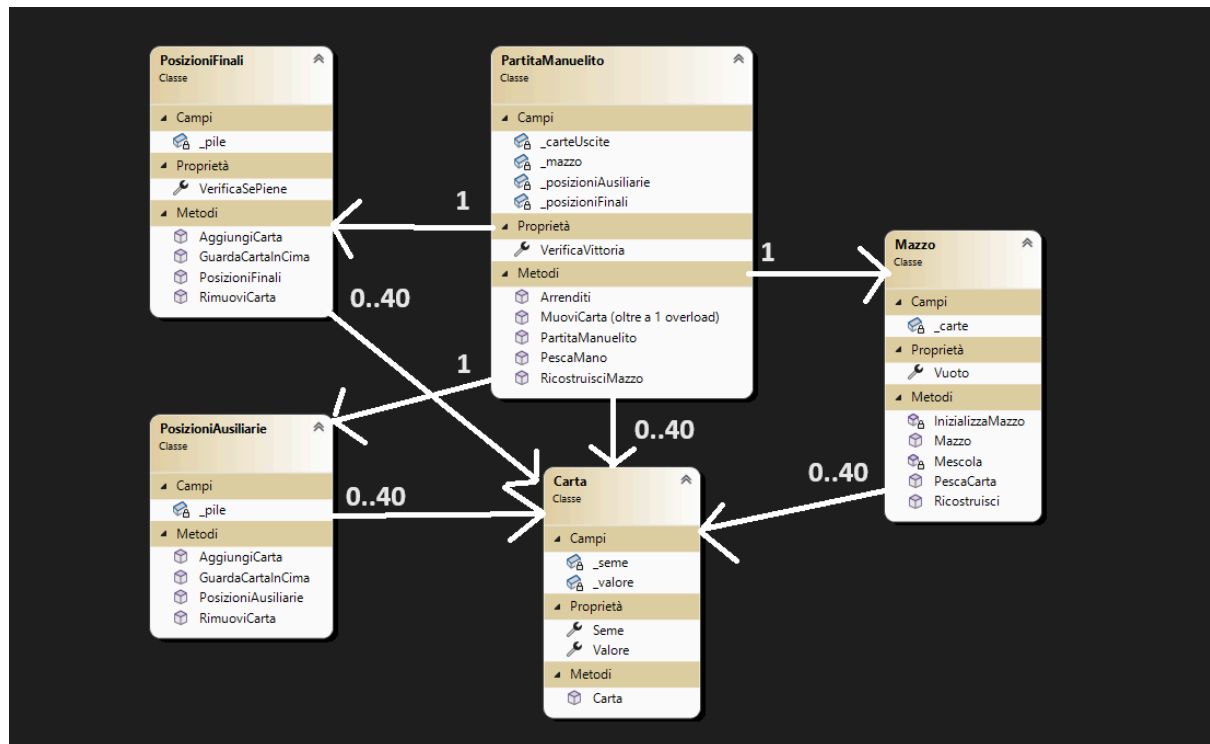 PosizioniFinali
Classe
Campi
_pile
Proprietà
VerificaSePiene
Metodi
AggiungiCarta
GuardaCartaInCima
PosizioniFinali
RimuoviCarta
PartitaManuelito
Classe
Campi
_carteUscite
_mazzo
_posizioniAusiliarie
_posizioniFinali
Proprietà
VerificaVittoria
Metodi
Arrenditi
MuoviCarta (oltre a 1 overload)
PartitaManuelito
PescaMano
RicostruisciMazzo
1
1
0..40
1
0..40
Mazzo
Classe
Campi
_carte
Proprietà
Vuoto
Metodi
InizializzaMazzo
Mazzo
Mescola
PescaCarta
Ricostruisci
0..40
PosizioniAusiliarie
Classe
Campi
_pile
Metodi
AggiungiCarta
GuardaCartaInCima
PosizioniAusiliarie
RimuoviCarta
0..40
Carta
Classe
Campi
_seme
_valore
Proprietà
Seme
Valore
Metodi
Carta